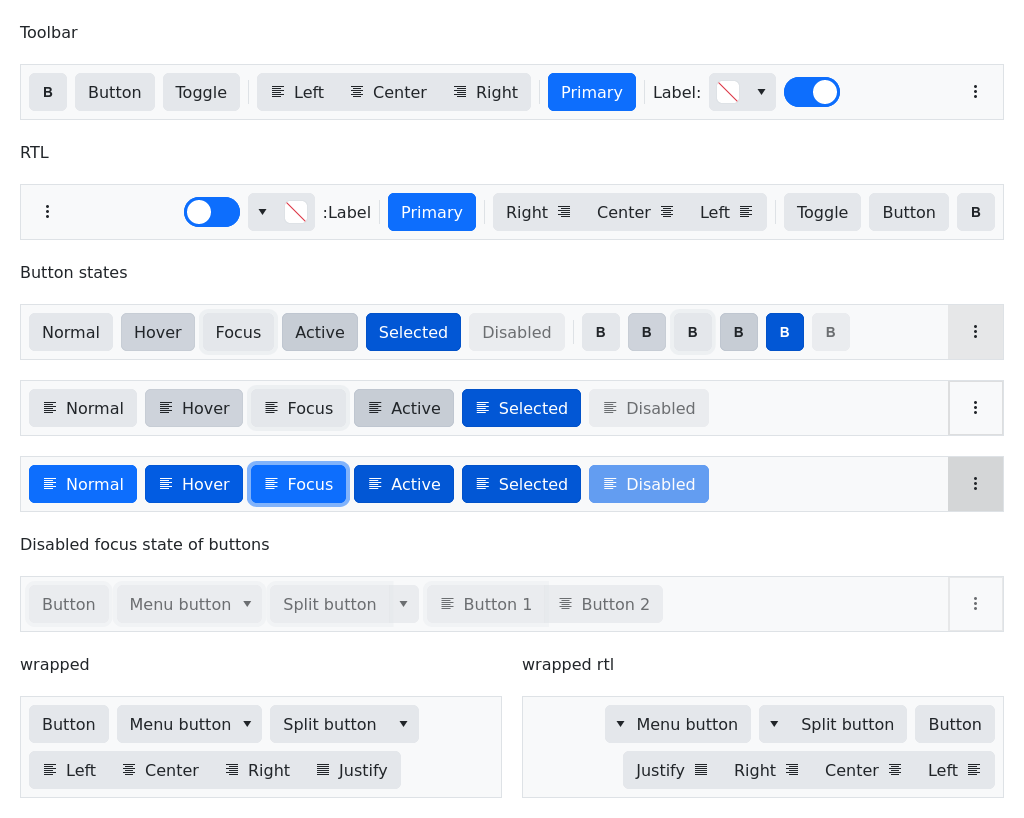 Toolbar
B Button Toggle Left Center Right Primary Label:
RTL
:Label Primary Right Center Left Toggle Button B
Button states
Normal Hover Focus Active Selected Disabled B B B B B B
Normal Hover Focus Active Selected Disabled
Normal Hover Focus Active Selected Disabled
Disabled focus state of buttons
Button Menu button Split button Button 1 Button 2
wrapped
Button Menu button Split button
Left Center Right Justify
wrapped rtl
Menu button Split button Button
Justify Right Center Left